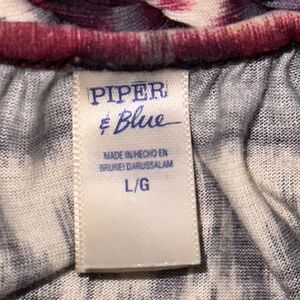 PIPER
& Blue
MADE IN/HECHO EN
BRUNEI DARUSSALAM
L/G